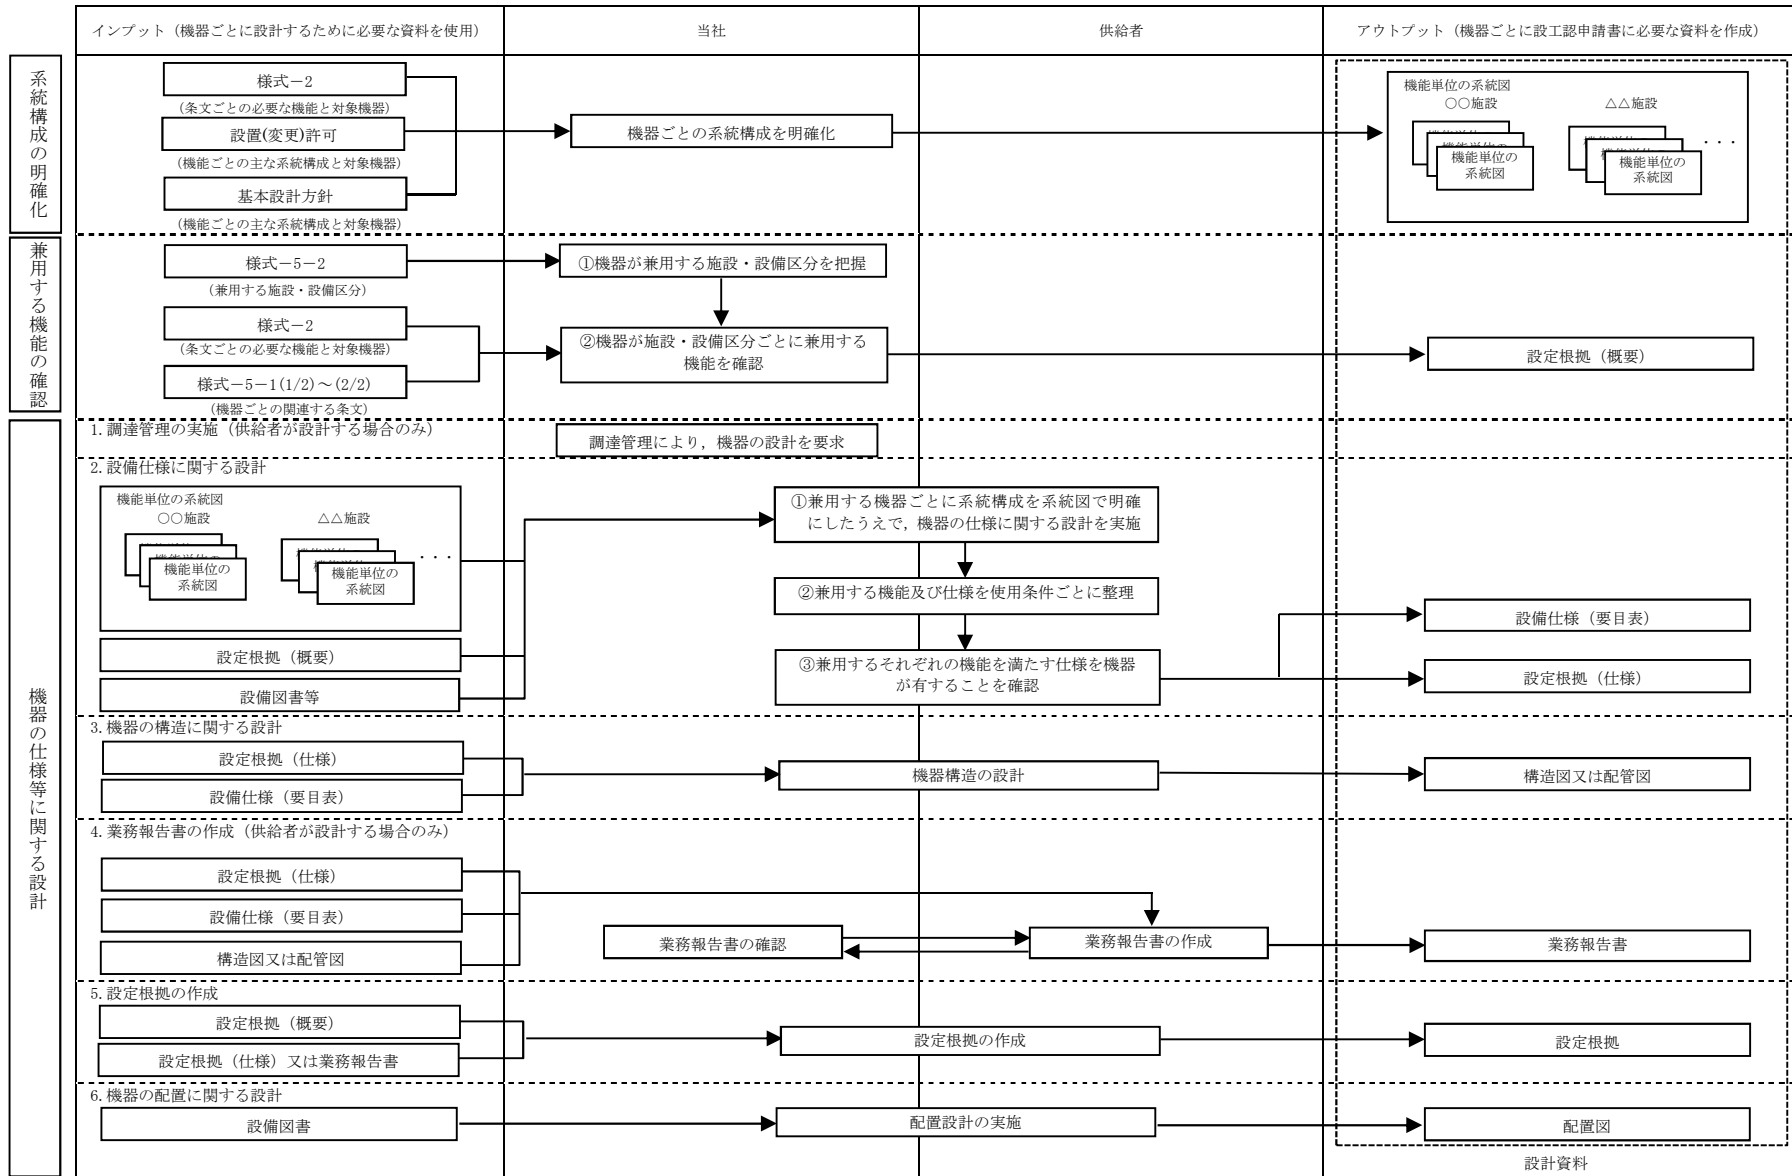 インプット（機器ごとに設計するために必要な資料を使用）
当社
供給者
アウトプット（機器ごとに設工認申請書に必要な資料を作成）
系統構成の明確化
様式－2
（条文ごとの必要な機能と対象機器）
設置(変更)許可
（機能ごとの主な系統構成と対象機器）
基本設計方針
（機能ごとの主な系統構成と対象機器）
機器ごとの系統構成を明確化
機能単位の系統図
○○施設
△△施設
機能単位の
系統図
機能単位の
系統図
・・・
兼用する機能の確認
様式－5－2
（兼用する施設・設備区分）
様式－2
（条文ごとの必要な機能と対象機器）
様式－5－1(1/2)～(2/2)
（機器ごとの関連する条文）
①機器が兼用する施設・設備区分を把握
②機器が施設・設備区分ごとに兼用する
機能を確認
設定根拠（概要）
機器の仕様等に関する設計
1.調達管理の実施（供給者が設計する場合のみ）
調達管理により，機器の設計を要求
2.設備仕様に関する設計
機能単位の系統図
○○施設
△△施設
機能単位の
系統図
機能単位の
系統図
・・・
設定根拠（概要）
設備図書等
①兼用する機器ごとに系統構成を系統図で明確
にしたうえで，機器の仕様に関する設計を実施
②兼用する機能及び仕様を使用条件ごとに整理
③兼用するそれぞれの機能を満たす仕様を機器
が有することを確認
設備仕様（要目表）
設定根拠（仕様）
3.機器の構造に関する設計
設定根拠（仕様）
設備仕様（要目表）
機器構造の設計
構造図又は配管図
4.業務報告書の作成（供給者が設計する場合のみ）
設定根拠（仕様）
設備仕様（要目表）
構造図又は配管図
業務報告書の確認
業務報告書の作成
業務報告書
5.設定根拠の作成
設定根拠（概要）
設定根拠（仕様）又は業務報告書
設定根拠の作成
設定根拠
6.機器の配置に関する設計
設備図書
配置設計の実施
配置図
設計資料